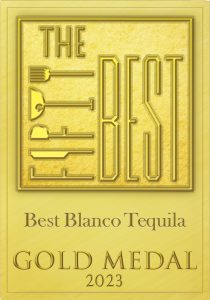 THE
FIFTY
BEST
Best Blanco Tequila
GOLD MEDAL
2023